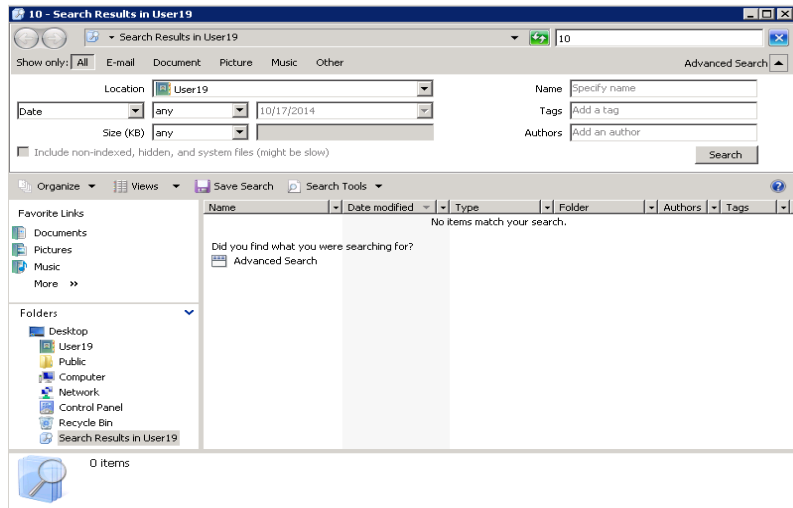 10 - Search Results in User19
Search Results in User19
10
Show only: All E-mail Document Picture Music Other Advanced Search
Location User19 Name Specify name
Date any 10/17/2014 Tags Add a tag
Size (KB) any Authors Add an author
Include non-indexed, hidden, and system files (might be slow) Search
Organize Views Save Search Search Tools
Favorite Links
Documents
Pictures
Music
More »
Folders
Desktop
User19
Public
Computer
Network
Control Panel
Recycle Bin
Search Results in User19
Name Date modified Type Folder Authors Tags
No items match your search.
Did you find what you were searching for?
Advanced Search
0 items